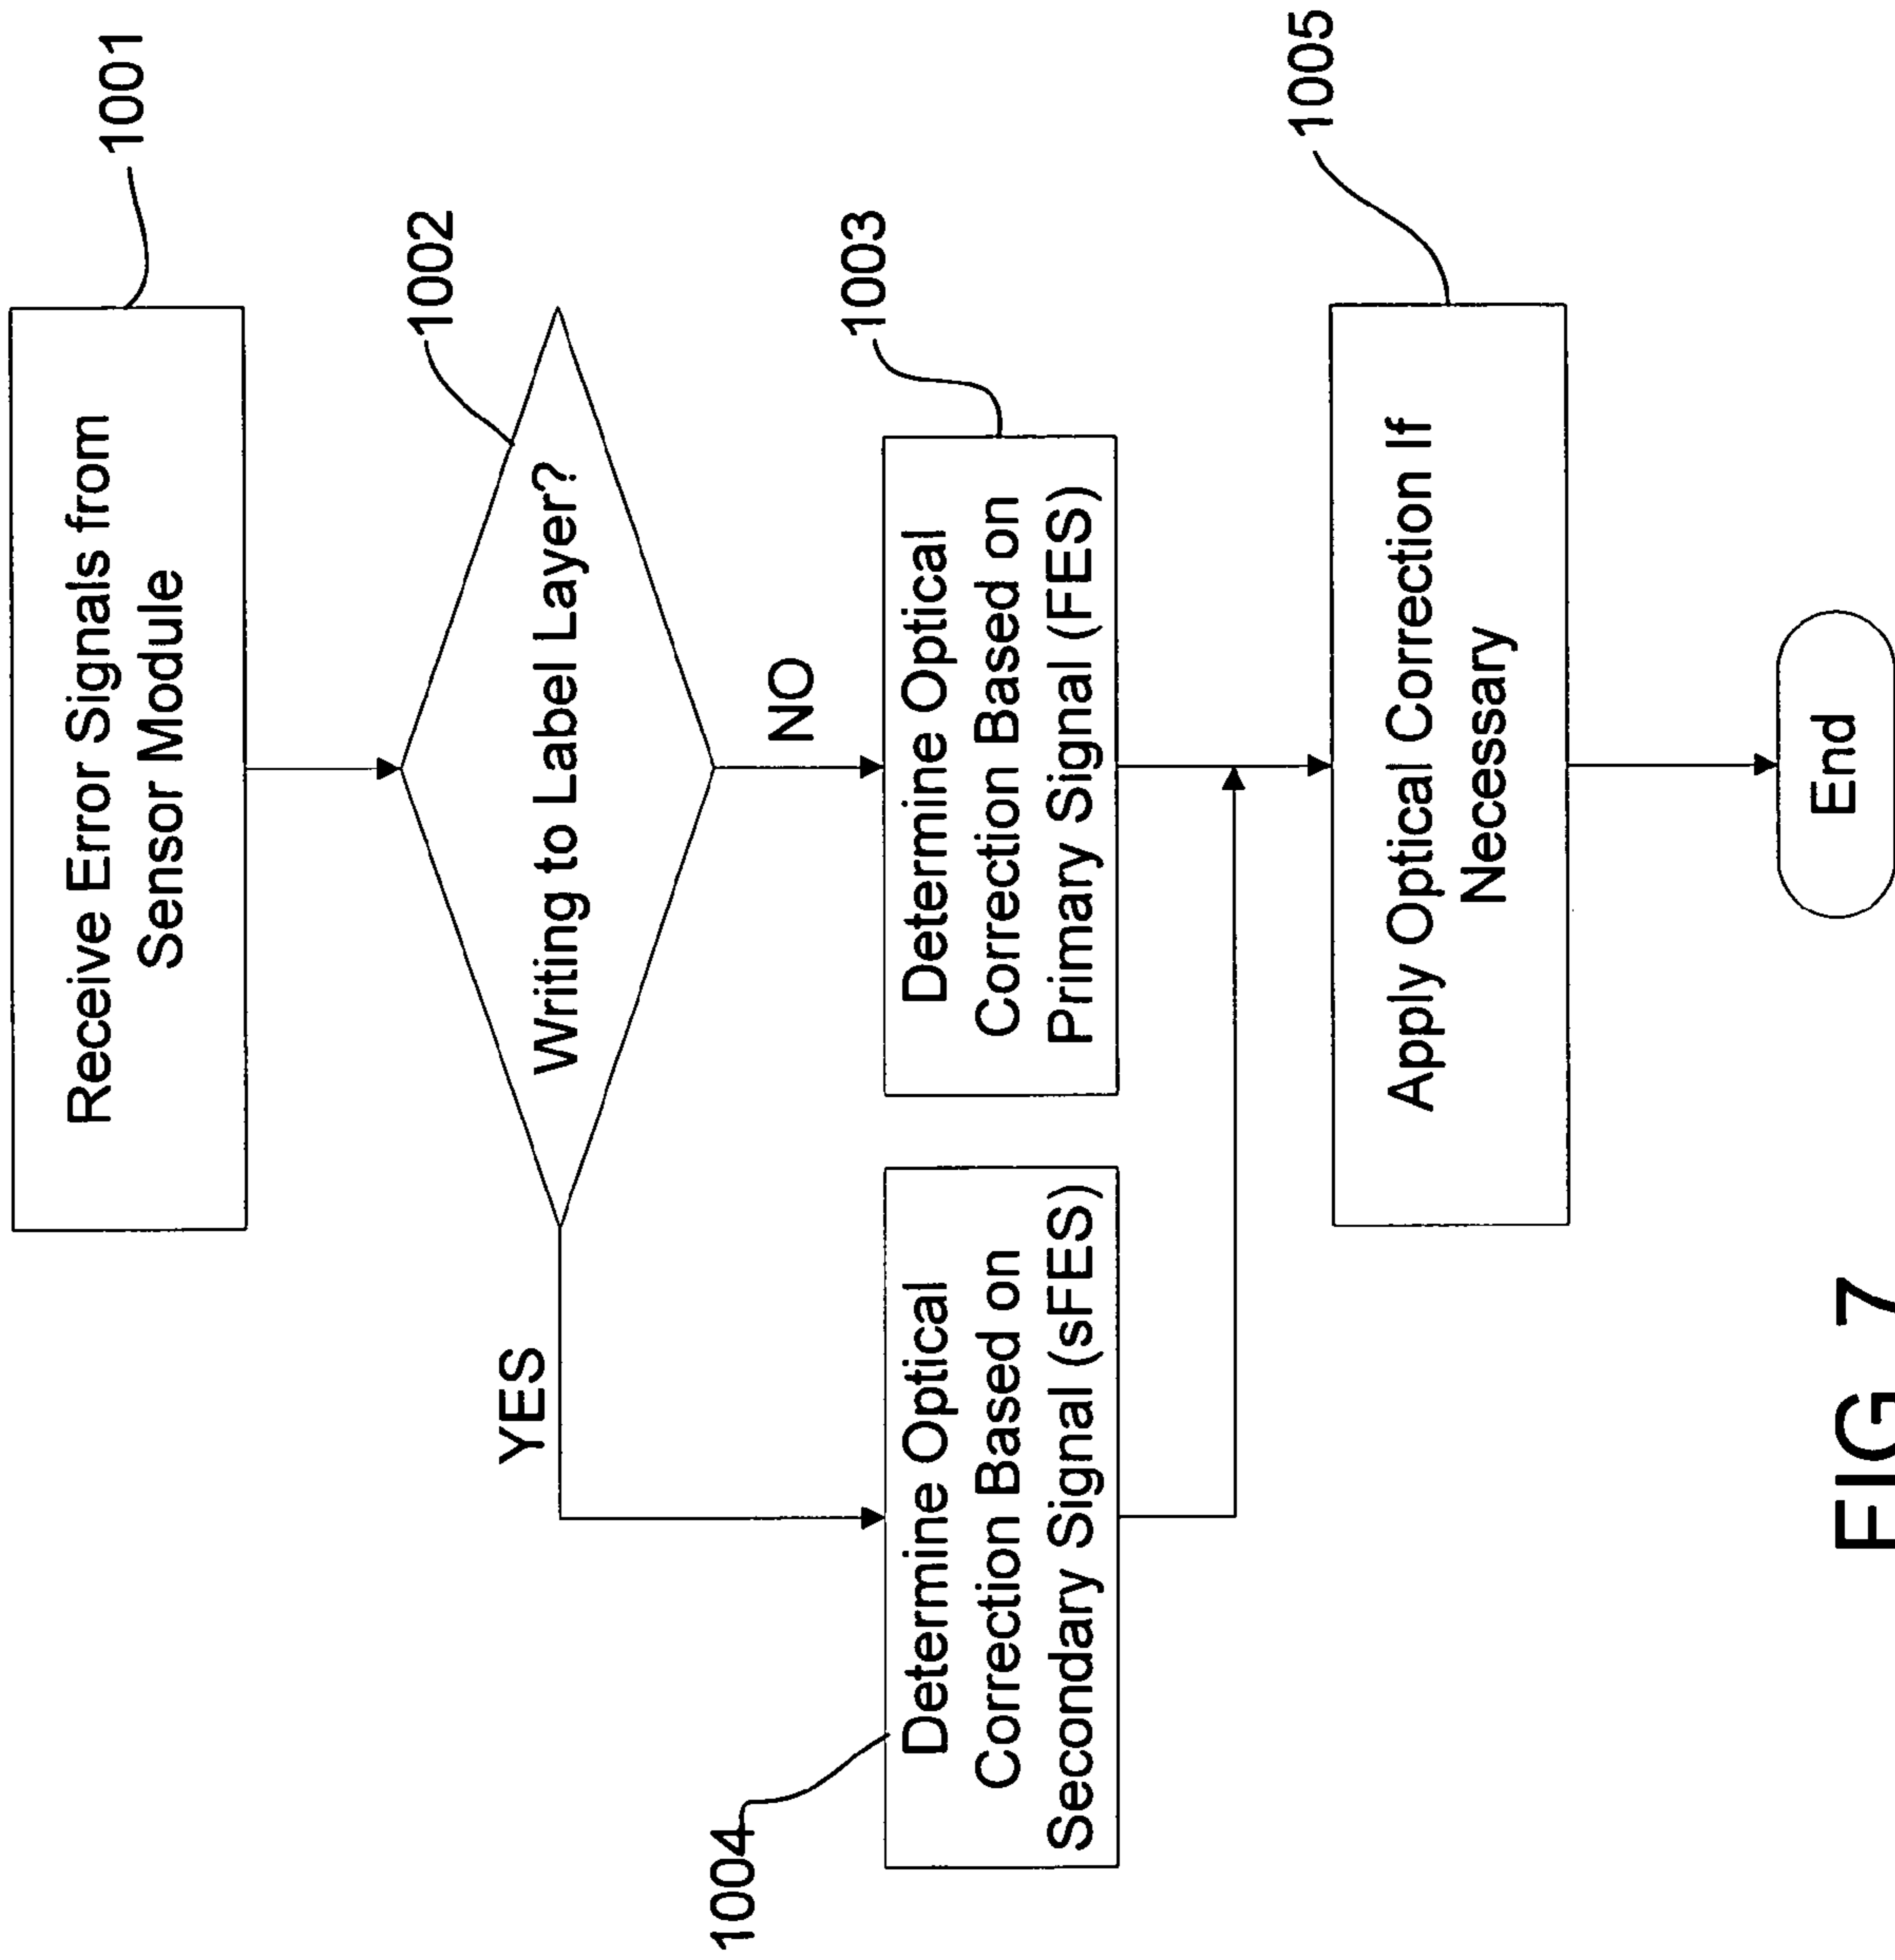 Receive Error Signals from
Sensor Module
1001
Writing to Label Layer?
1002
YES
NO
Determine Optical
Correction Based on
Secondary Signal (sFES)
1004
Determine Optical
Correction Based on
Primary Signal (FES)
1003
Apply Optical Correction If
Necessary
1005
End
FIG 7